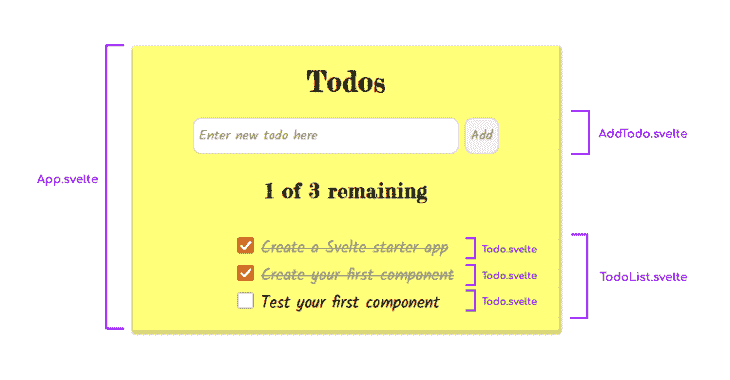 Todos
Enter new todo here
Add
AddTodo.svelte
App.svelte
1 of 3 remaining
Create a Svelte starter app
Todo.svelte
Create your first component
Todo.svelte
TodoList.svelte
Test your first component
Todo.svelte